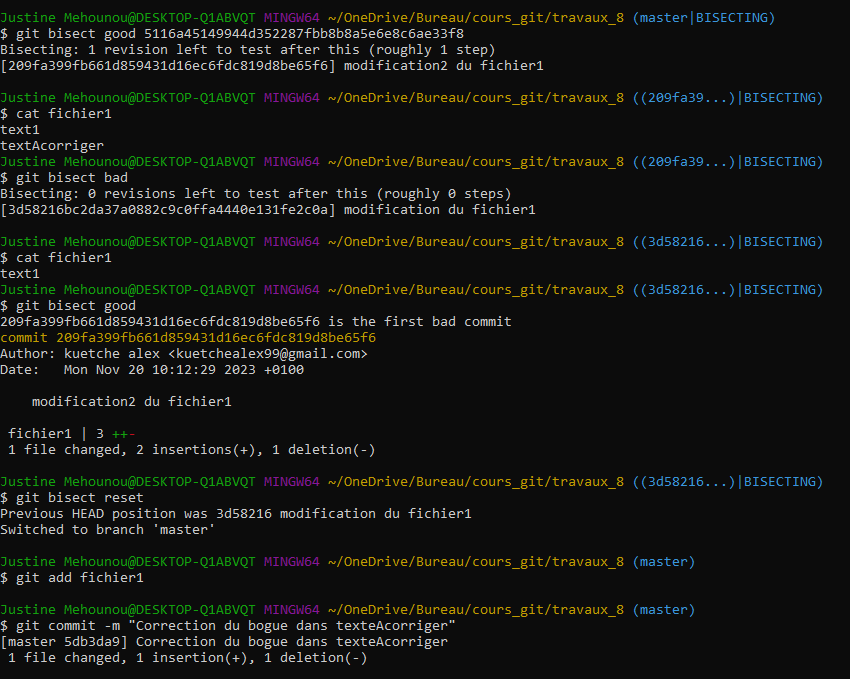 Justine Mehounou@DESKTOP-Q1ABVQT MINGW64 ~/OneDrive/Bureau/cours_git/travaux_8 (master|BISECTING)
$ git bisect good 5116a45149944d352287fbb8b8a5e6e8c6ae33f8
Bisecting: 1 revision left to test after this (roughly 1 step)
[209fa399fb661d859431d16ec6fdc819d8be65f6] modification2 du fichier1
Justine Mehounou@DESKTOP-Q1ABVQT MINGW64 ~/OneDrive/Bureau/cours_git/travaux_8 ((209fa39...)|BISECTING)
$ cat fichier1
text1
textAcorriger
Justine Mehounou@DESKTOP-Q1ABVQT MINGW64 ~/OneDrive/Bureau/cours_git/travaux_8 ((209fa39...)|BISECTING)
$ git bisect bad
Bisecting: 0 revisions left to test after this (roughly 0 steps)
[3d58216bc2da37a0882c9c0ffa4440e131fe2c0a] modification du fichier1
Justine Mehounou@DESKTOP-Q1ABVQT MINGW64 ~/OneDrive/Bureau/cours_git/travaux_8 ((3d58216...)|BISECTING)
$ cat fichier1
text1
Justine Mehounou@DESKTOP-Q1ABVQT MINGW64 ~/OneDrive/Bureau/cours_git/travaux_8 ((3d58216...)|BISECTING)
$ git bisect good
209fa399fb661d859431d16ec6fdc819d8be65f6 is the first bad commit
commit 209fa399fb661d859431d16ec6fdc819d8be65f6
Author: kuetche alex <kuetchealex99@gmail.com>
Date:   Mon Nov 20 10:12:29 2023 +0100
modification2 du fichier1
fichier1 | 3 ++-
1 file changed, 2 insertions(+), 1 deletion(-)
Justine Mehounou@DESKTOP-Q1ABVQT MINGW64 ~/OneDrive/Bureau/cours_git/travaux_8 ((3d58216...)|BISECTING)
$ git bisect reset
Previous HEAD position was 3d58216 modification du fichier1
Switched to branch 'master'
Justine Mehounou@DESKTOP-Q1ABVQT MINGW64 ~/OneDrive/Bureau/cours_git/travaux_8 (master)
$ git add fichier1
Justine Mehounou@DESKTOP-Q1ABVQT MINGW64 ~/OneDrive/Bureau/cours_git/travaux_8 (master)
$ git commit -m "Correction du bogue dans texteAcorriger"
[master 5db3da9] Correction du bogue dans texteAcorriger
1 file changed, 1 insertion(+), 1 deletion(-)